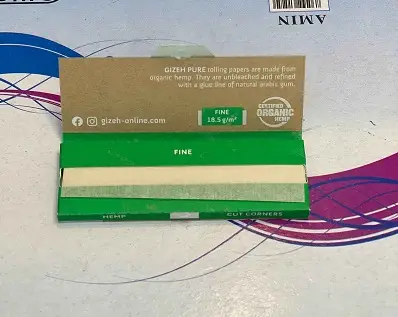 AMIN
GIZEH PURE rolling papers are made from
organic hemp. They are unbleached and refined
with a glue line of natural arabic gum.
gizeh-online.com
FINE
18.5 g/m²
CERTIFIED
ORGANIC
HEMP
FINE
HEMP
CUT CORNERS